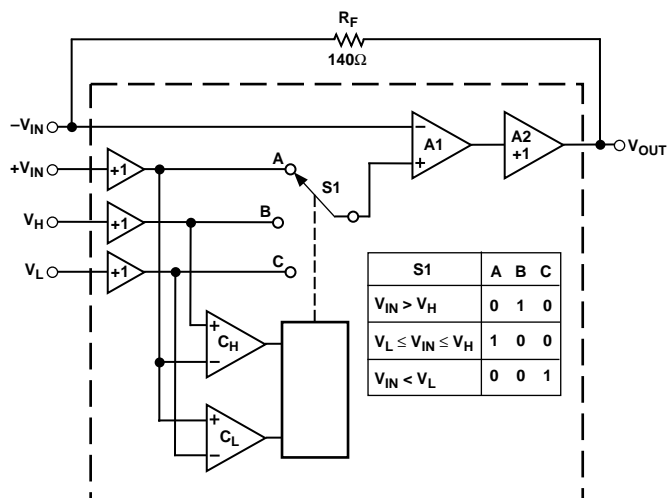 R_F
140Ω
−V_IN
+V_IN
V_H
V_L
+1
+1
+1
A
B
C
S1
−
+
A1
A2
+1
V_OUT
+
−
C_H
+
−
C_L
S1 A B C
V_IN > V_H 0 1 0
V_L ≤ V_IN ≤ V_H 1 0 0
V_IN < V_L 0 0 1